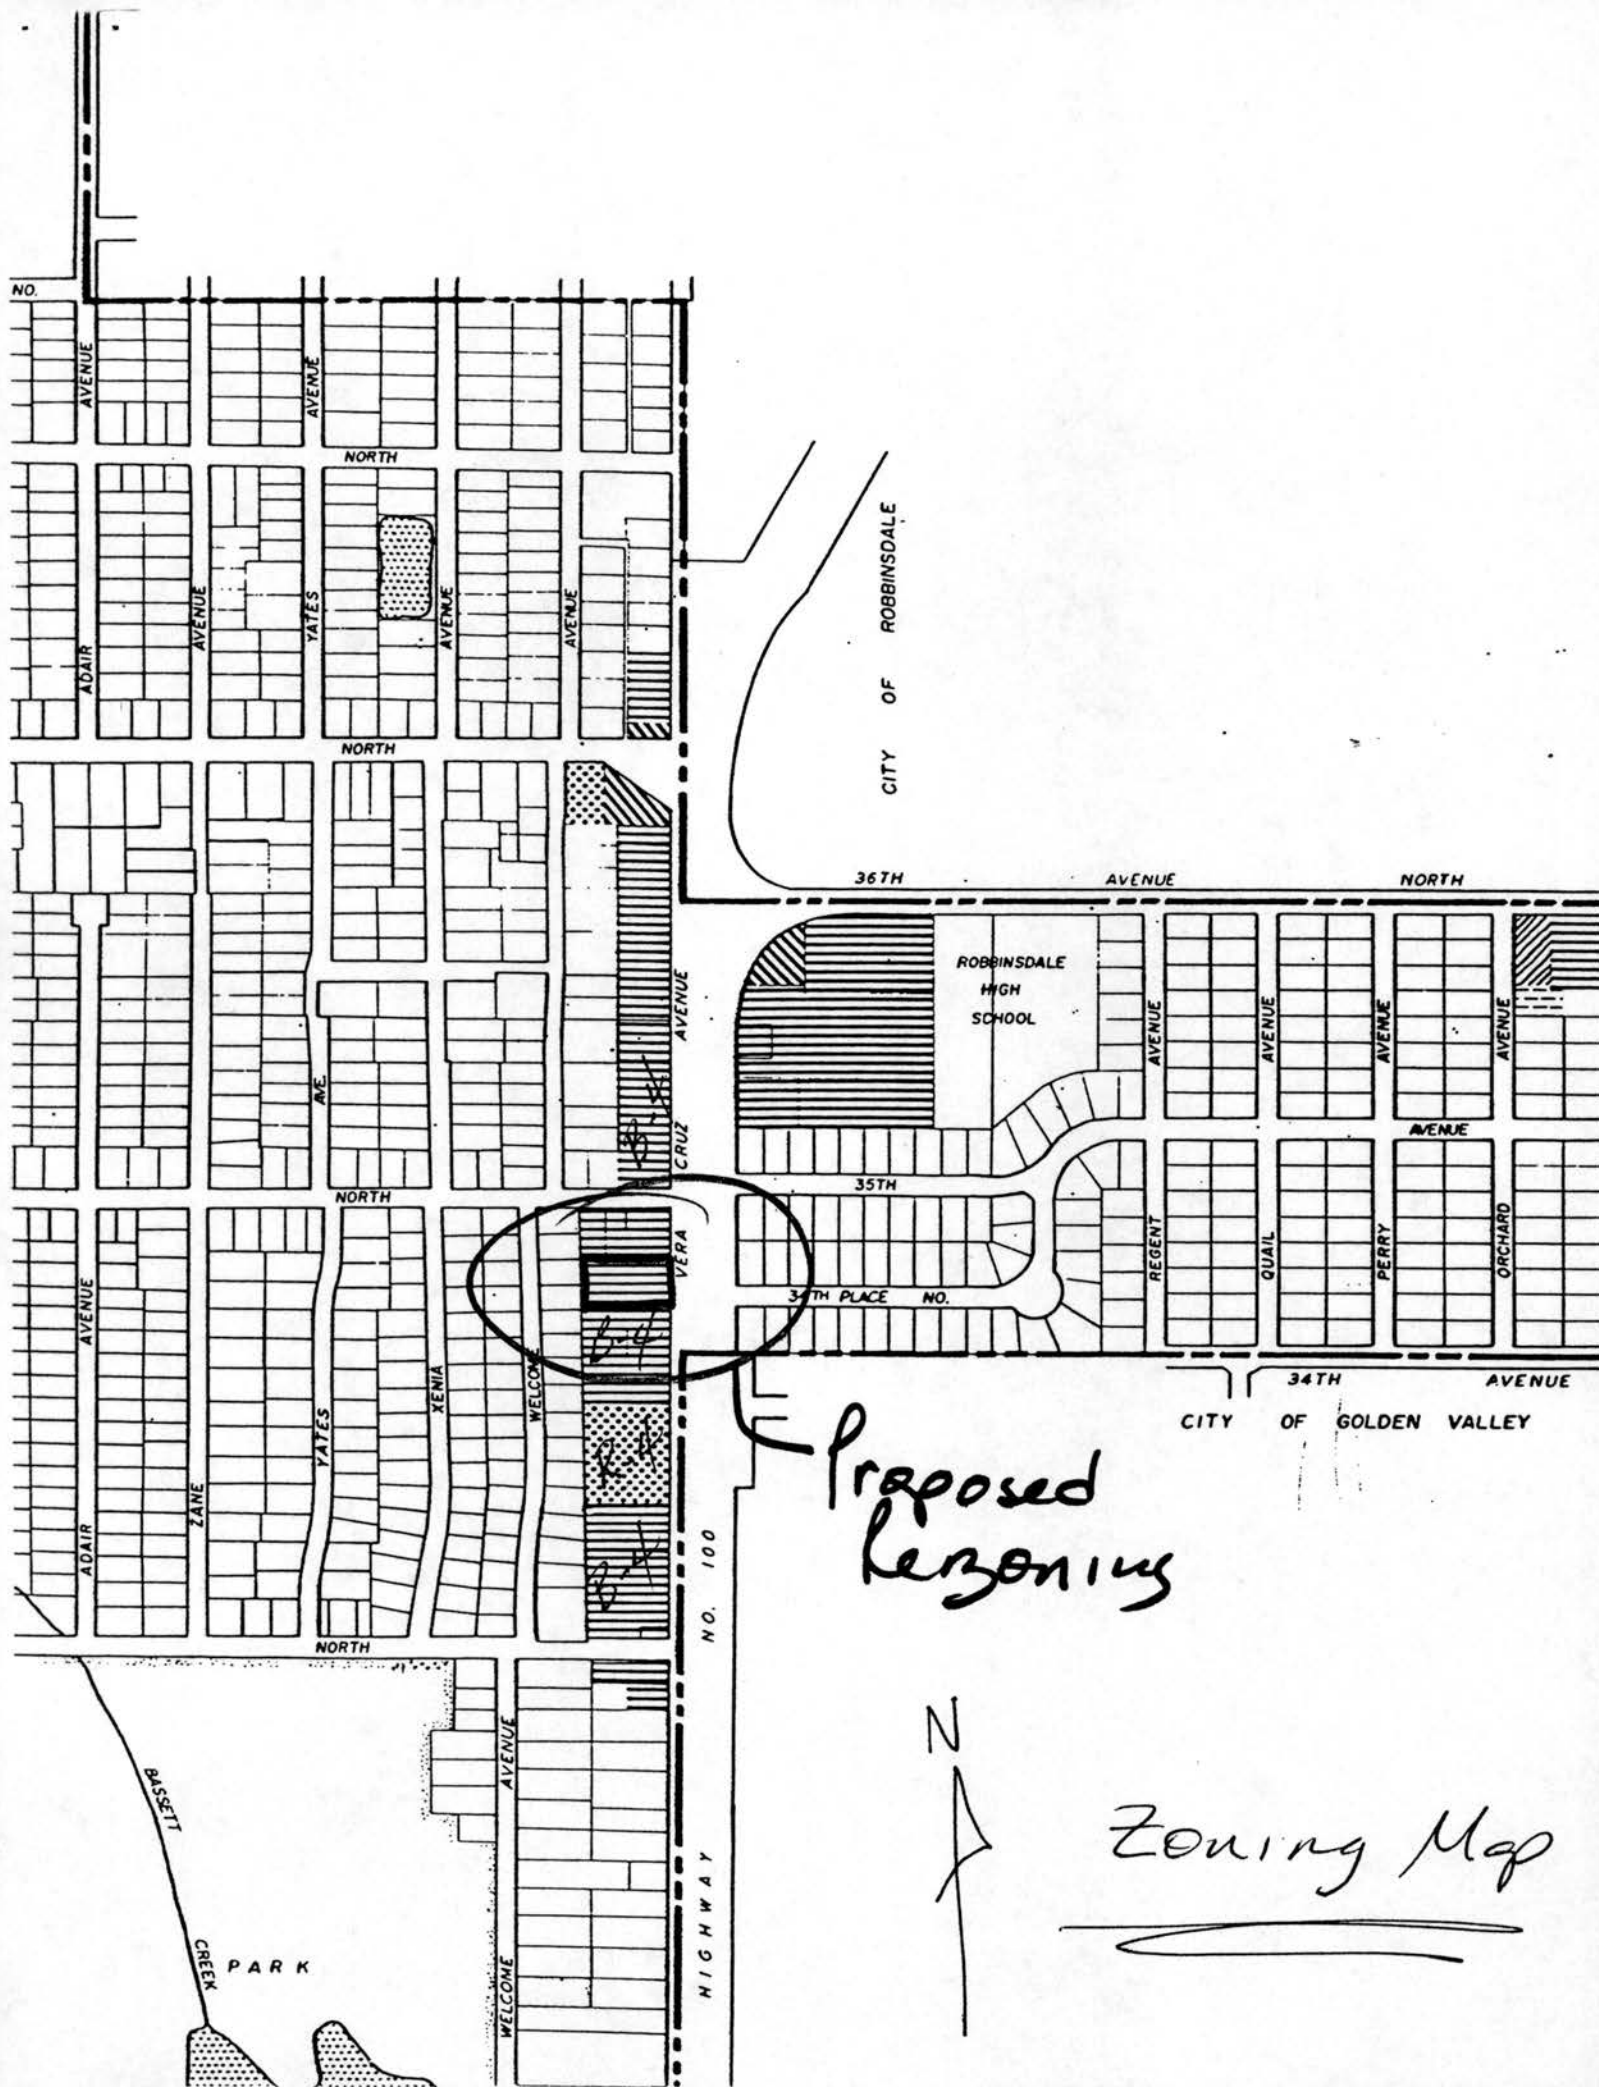 NO.
AVENUE
AVENUE
NORTH
ADAIR
AVENUE
YATES
AVENUE
AVENUE
CITY OF ROBBINSDALE
NORTH
36TH AVENUE NORTH
ROBBINSDALE
HIGH
SCHOOL
AVENUE
AVENUE
AVENUE
AVENUE
AVENUE
AVE.
B-4
CRUZ
AVENUE
35TH
NORTH
VERA
REGENT
QUAIL
PERRY
ORCHARD
34TH PLACE NO.
AVENUE
B-4
WELCOME
XENIA
YATES
ZANE
ADAIR
34TH AVENUE
CITY OF GOLDEN VALLEY
R-4
Proposed
Rezoning
B-4
NO. 100
NORTH
AVENUE
N
BASSETT
CREEK
PARK
WELCOME
HIGHWAY
Zoning Map